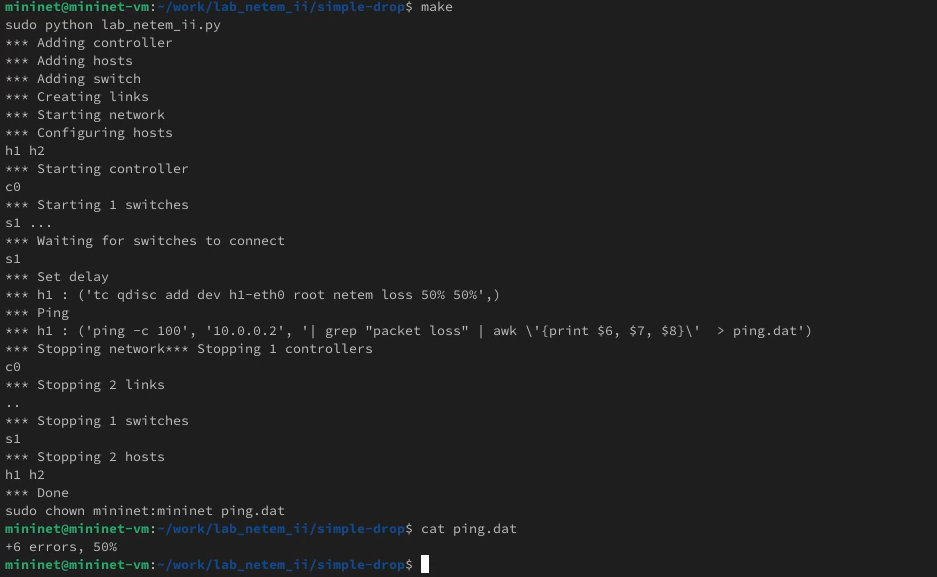 mininet@mininet-vm:~/work/lab_netem_ii/simple-drop$ make
sudo python lab_netem_ii.py
*** Adding controller
*** Adding hosts
*** Adding switch
*** Creating links
*** Starting network
*** Configuring hosts
h1 h2
*** Starting controller
c0
*** Starting 1 switches
s1 ...
*** Waiting for switches to connect
s1
*** Set delay
*** h1 : ('tc qdisc add dev h1-eth0 root netem loss 50% 50%',)
*** Ping
*** h1 : ('ping -c 100', '10.0.0.2', '| grep "packet loss" | awk \'{print $6, $7, $8}\'  > ping.dat')
*** Stopping network*** Stopping 1 controllers
c0
*** Stopping 2 links
..
*** Stopping 1 switches
s1
*** Stopping 2 hosts
h1 h2
*** Done
sudo chown mininet:mininet ping.dat
mininet@mininet-vm:~/work/lab_netem_ii/simple-drop$ cat ping.dat
+6 errors, 50%
mininet@mininet-vm:~/work/lab_netem_ii/simple-drop$